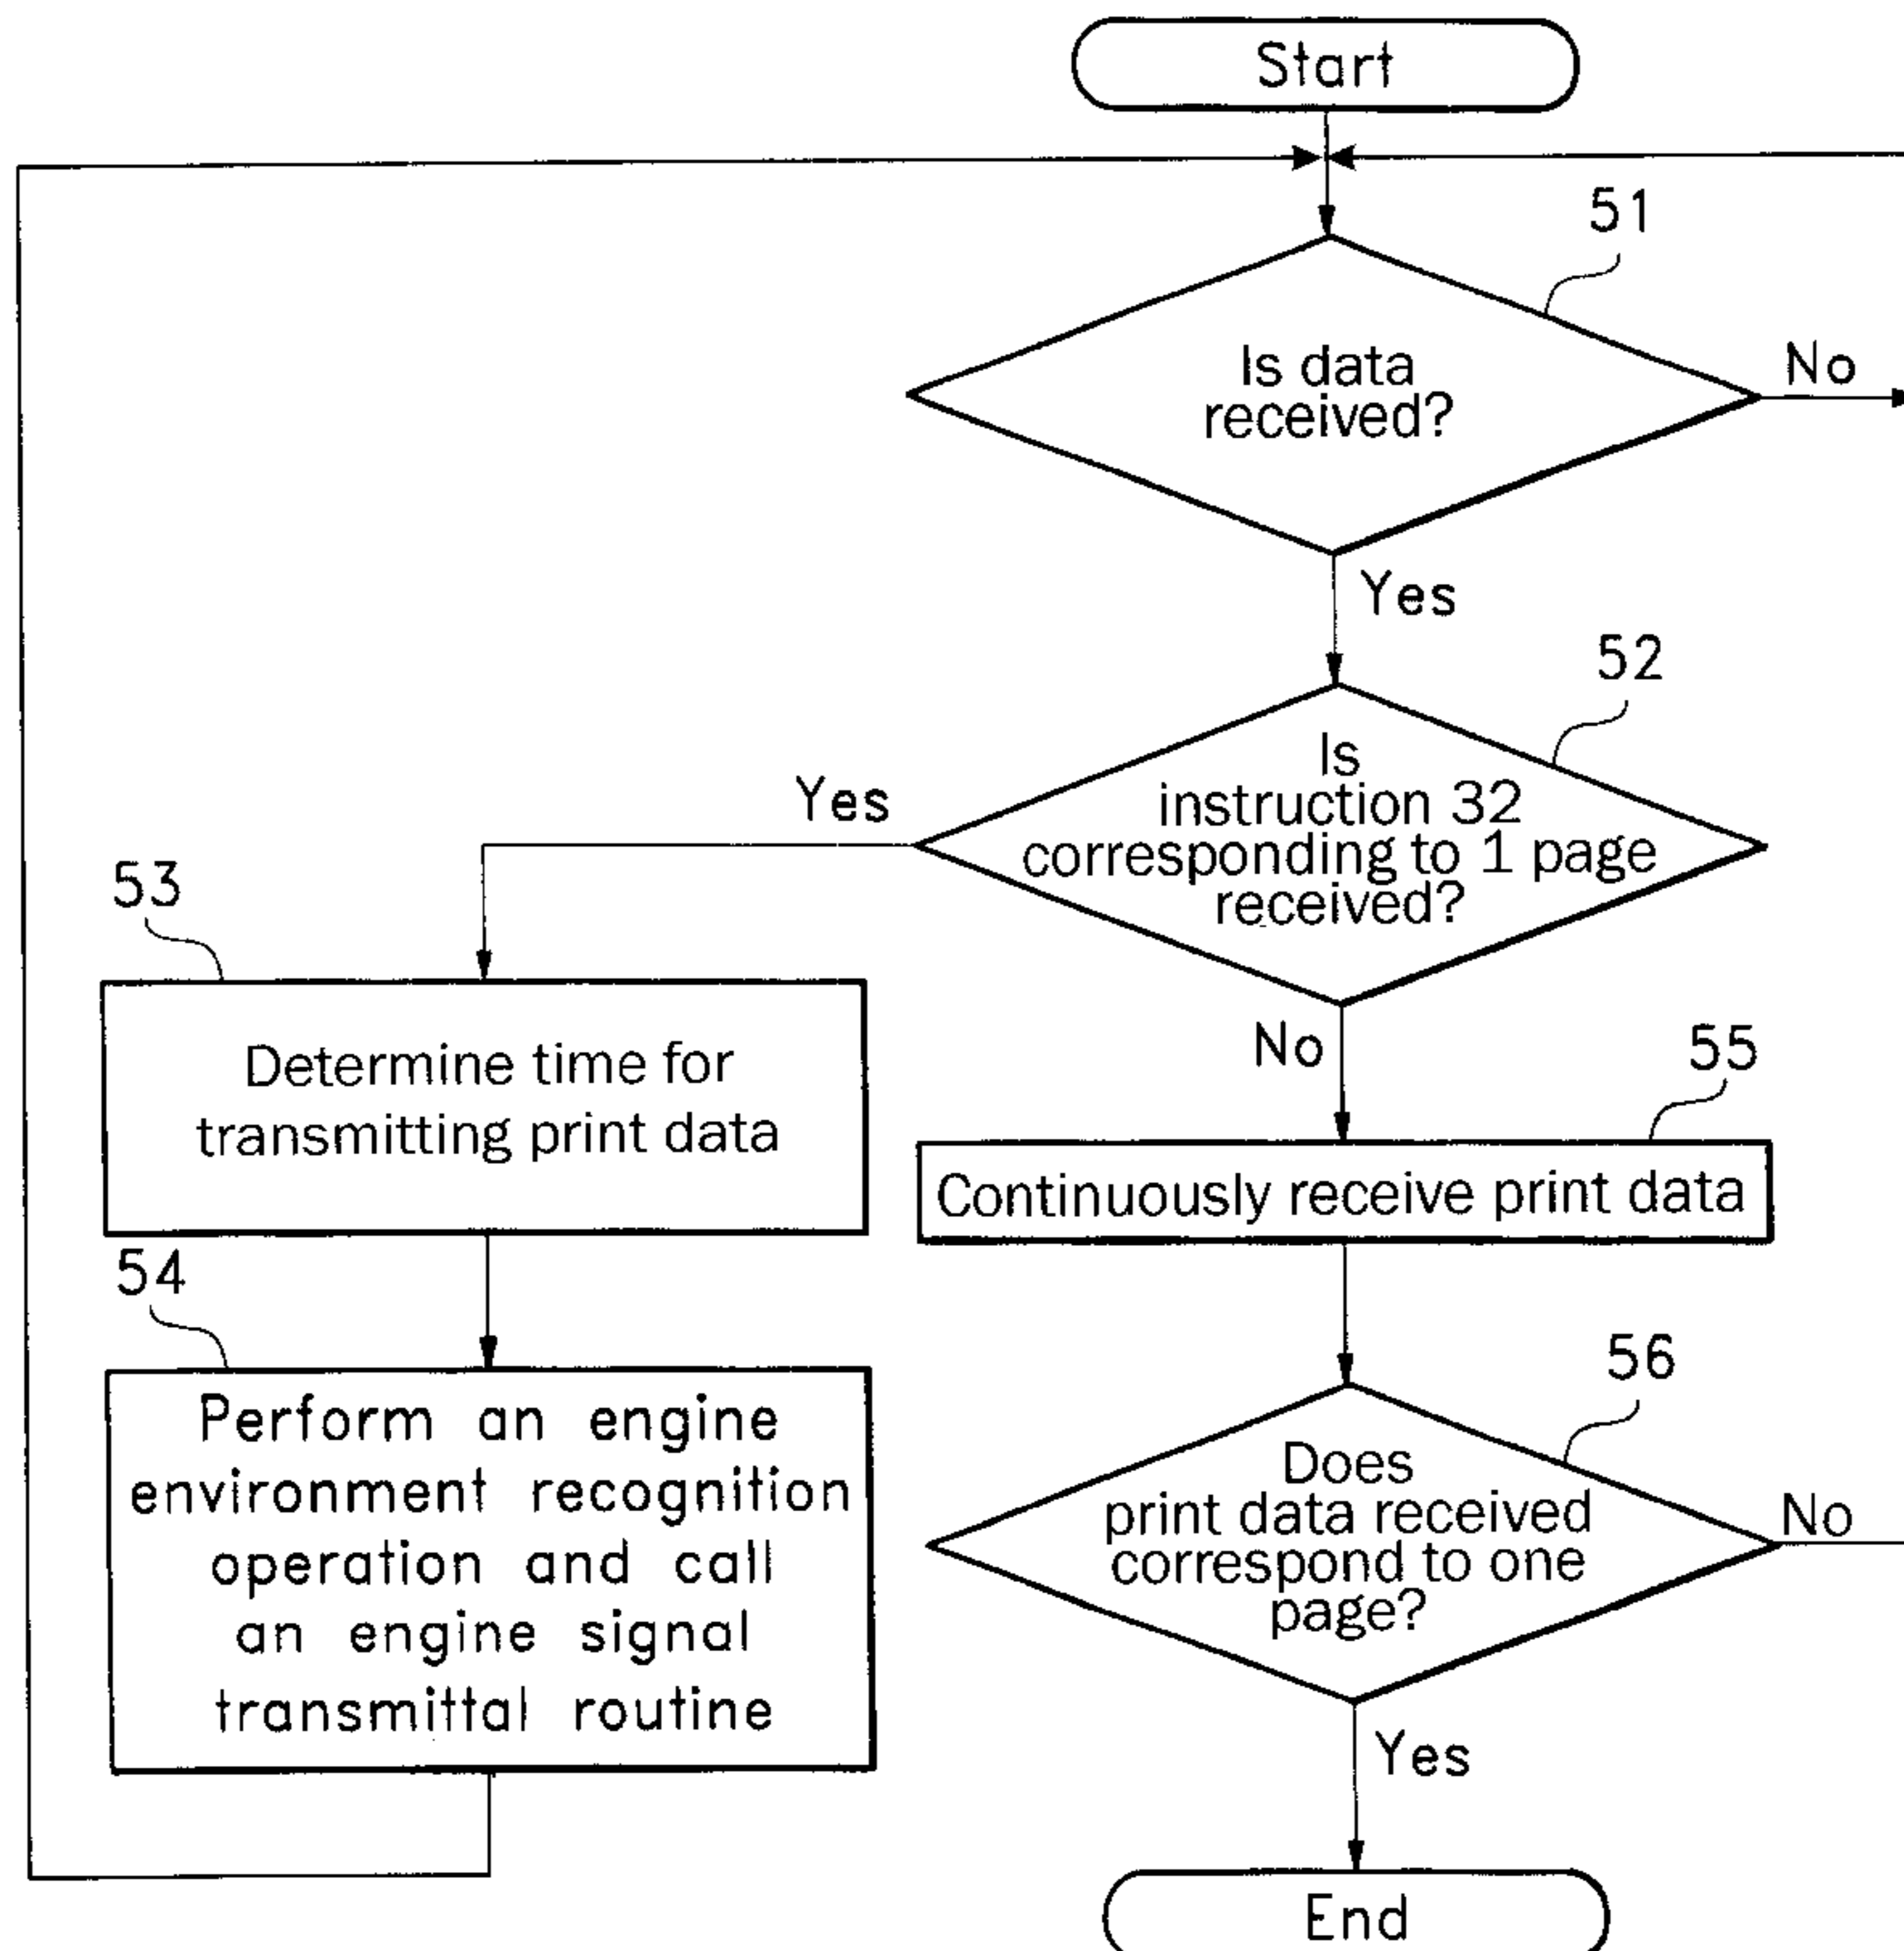 Start
51
Is data
received?
No
Yes
52
Is
instruction 32
corresponding to 1 page
received?
Yes
No
53
Determine time for
transmitting print data
55
Continuously receive print data
54
Perform an engine
environment recognition
operation and call
an engine signal
transmittal routine
56
Does
print data received
correspond to one
page?
No
Yes
End